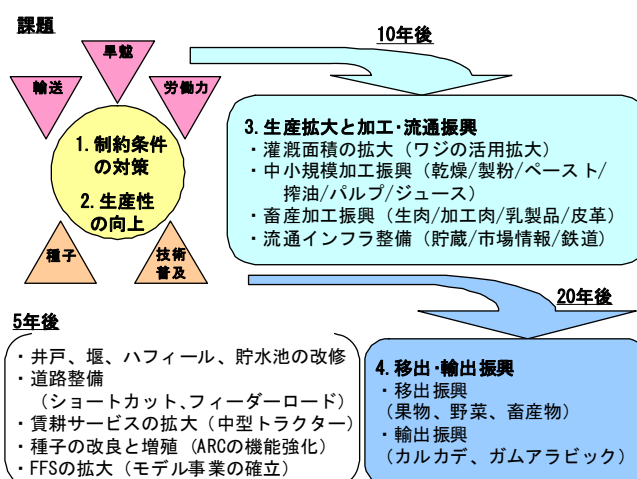 課題
旱魃
輸送
労働力
1. 制約条件
の対策
2. 生産性
の向上
種子
技術
普及
10年後
3. 生産拡大と加工・流通振興
・灌漑面積の拡大（ワジの活用拡大）
・中小規模加工振興（乾燥/製粉/ペースト/
搾油/パルプ/ジュース）
・畜産加工振興（生肉/加工肉/乳製品/皮革）
・流通インフラ整備（貯蔵/市場情報/鉄道）
20年後
5年後
・井戸、堰、ハフィール、貯水池の改修
・道路整備
（ショートカット、フィーダーロード）
・賃耕サービスの拡大（中型トラクター）
・種子の改良と増殖（ARCの機能強化）
・FFSの拡大（モデル事業の確立）
4. 移出・輸出振興
・移出振興
（果物、野菜、畜産物）
・輸出振興
（カルカデ、ガムアラビック）